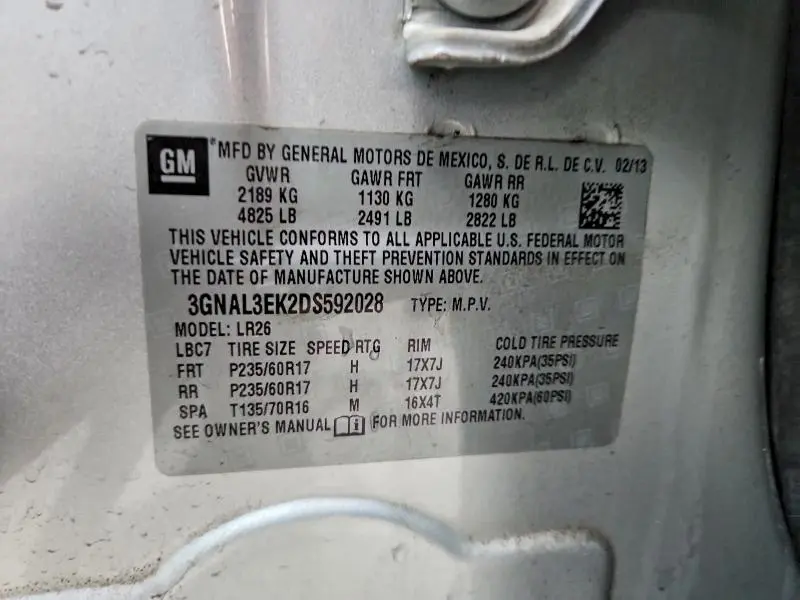 GM
MFD BY GENERAL MOTORS DE MEXICO, S. DE R.L. DE C.V. 02/13
GVWR GAWR FRT GAWR RR
2189 KG 1130 KG 1280 KG
4825 LB 2491 LB 2822 LB
THIS VEHICLE CONFORMS TO ALL APPLICABLE U.S. FEDERAL MOTOR
VEHICLE SAFETY AND THEFT PREVENTION STANDARDS IN EFFECT ON
THE DATE OF MANUFACTURE SHOWN ABOVE.
3GNAL3EK2DS592028 TYPE: M.P.V.
MODEL: LR26
LBC7 TIRE SIZE SPEED RTG RIM COLD TIRE PRESSURE
FRT P235/60R17 H 17X7J 240KPA(35PSI)
RR P235/60R17 H 17X7J 240KPA(35PSI)
SPA T135/70R16 M 16X4T 420KPA(60PSI)
SEE OWNER'S MANUAL FOR MORE INFORMATION.